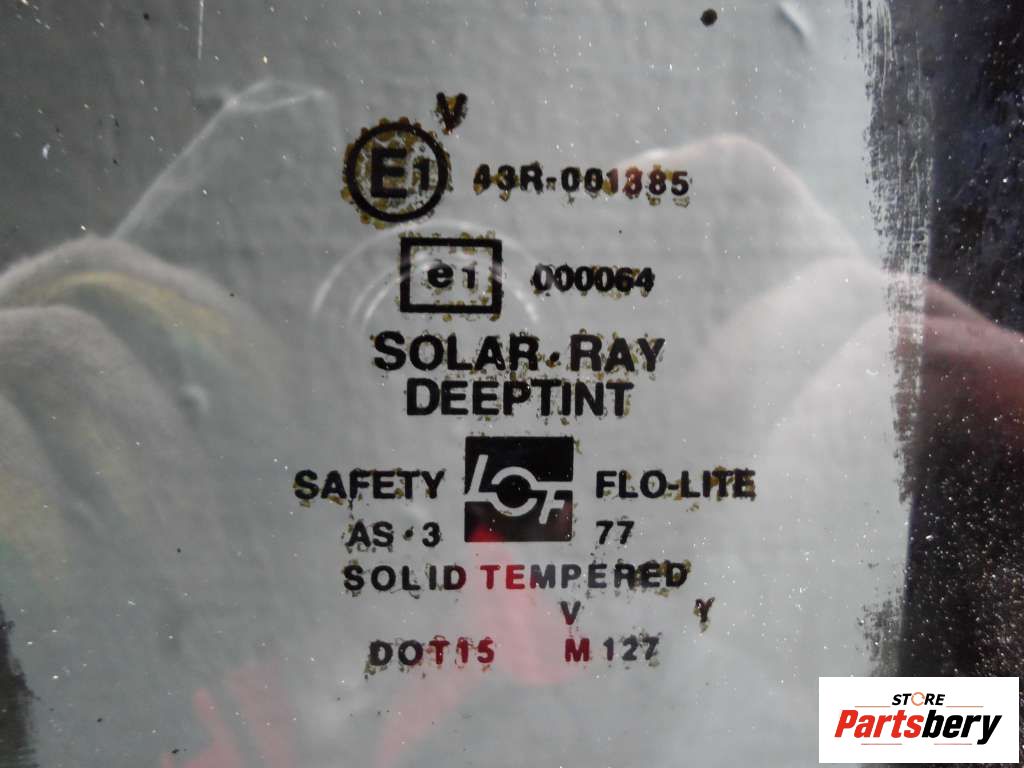 V
E1 43R-001385
e1 000064
SOLAR·RAY
DEEPTINT
SAFETY LOF FLO-LITE
AS·3 77
SOLID TEMPERED
V Y
DOT15 M127
STORE
Partsbery